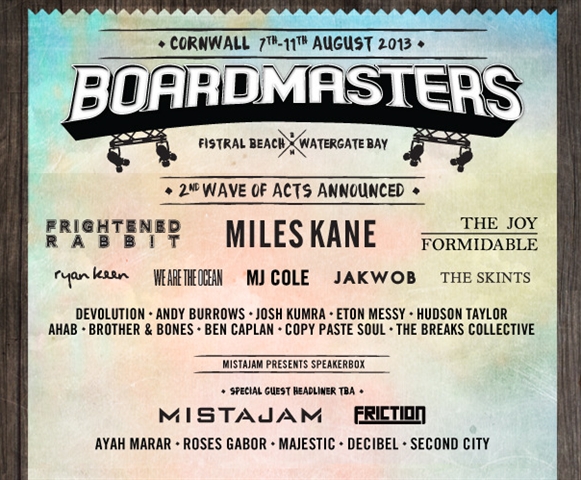 CORNWALL 7TH-11TH AUGUST 2013
BOARDMASTERS
FISTRAL BEACH B M WATERGATE BAY
2ND WAVE OF ACTS ANNOUNCED
FRIGHTENED RABBIT MILES KANE THE JOY FORMIDABLE
ryan keen WE ARE THE OCEAN MJ COLE JAKWOB THE SKINTS
DEVOLUTION • ANDY BURROWS • JOSH KUMRA • ETON MESSY • HUDSON TAYLOR
AHAB • BROTHER & BONES • BEN CAPLAN • COPY PASTE SOUL • THE BREAKS COLLECTIVE
MISTAJAM PRESENTS SPEAKERBOX
• SPECIAL GUEST HEADLINER TBA •
MISTAJAM FRICTION
AYAH MARAR • ROSES GABOR • MAJESTIC • DECIBEL • SECOND CITY